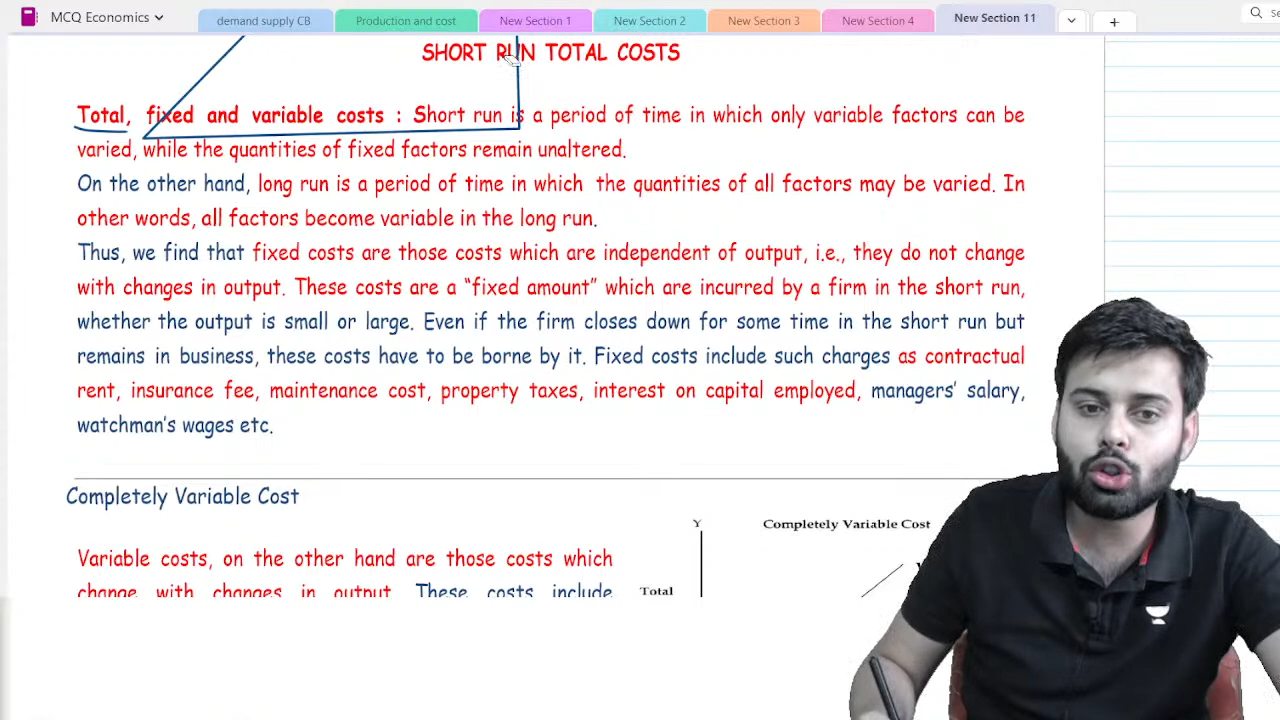 MCQ Economics
demand supply CB
Production and cost
New Section 1
New Section 2
New Section 3
New Section 4
New Section 11
SHORT RUN TOTAL COSTS
Total, fixed and variable costs : Short run is a period of time in which only variable factors can be
varied, while the quantities of fixed factors remain unaltered.
On the other hand, long run is a period of time in which the quantities of all factors may be varied. In
other words, all factors become variable in the long run.
Thus, we find that fixed costs are those costs which are independent of output, i.e., they do not change
with changes in output. These costs are a “fixed amount” which are incurred by a firm in the short run,
whether the output is small or large. Even if the firm closes down for some time in the short run but
remains in business, these costs have to be borne by it. Fixed costs include such charges as contractual
rent, insurance fee, maintenance cost, property taxes, interest on capital employed, managers’ salary,
watchman’s wages etc.
Completely Variable Cost
Y
Completely Variable Cost
Variable costs, on the other hand are those costs which
change with changes in output. These costs include
Total